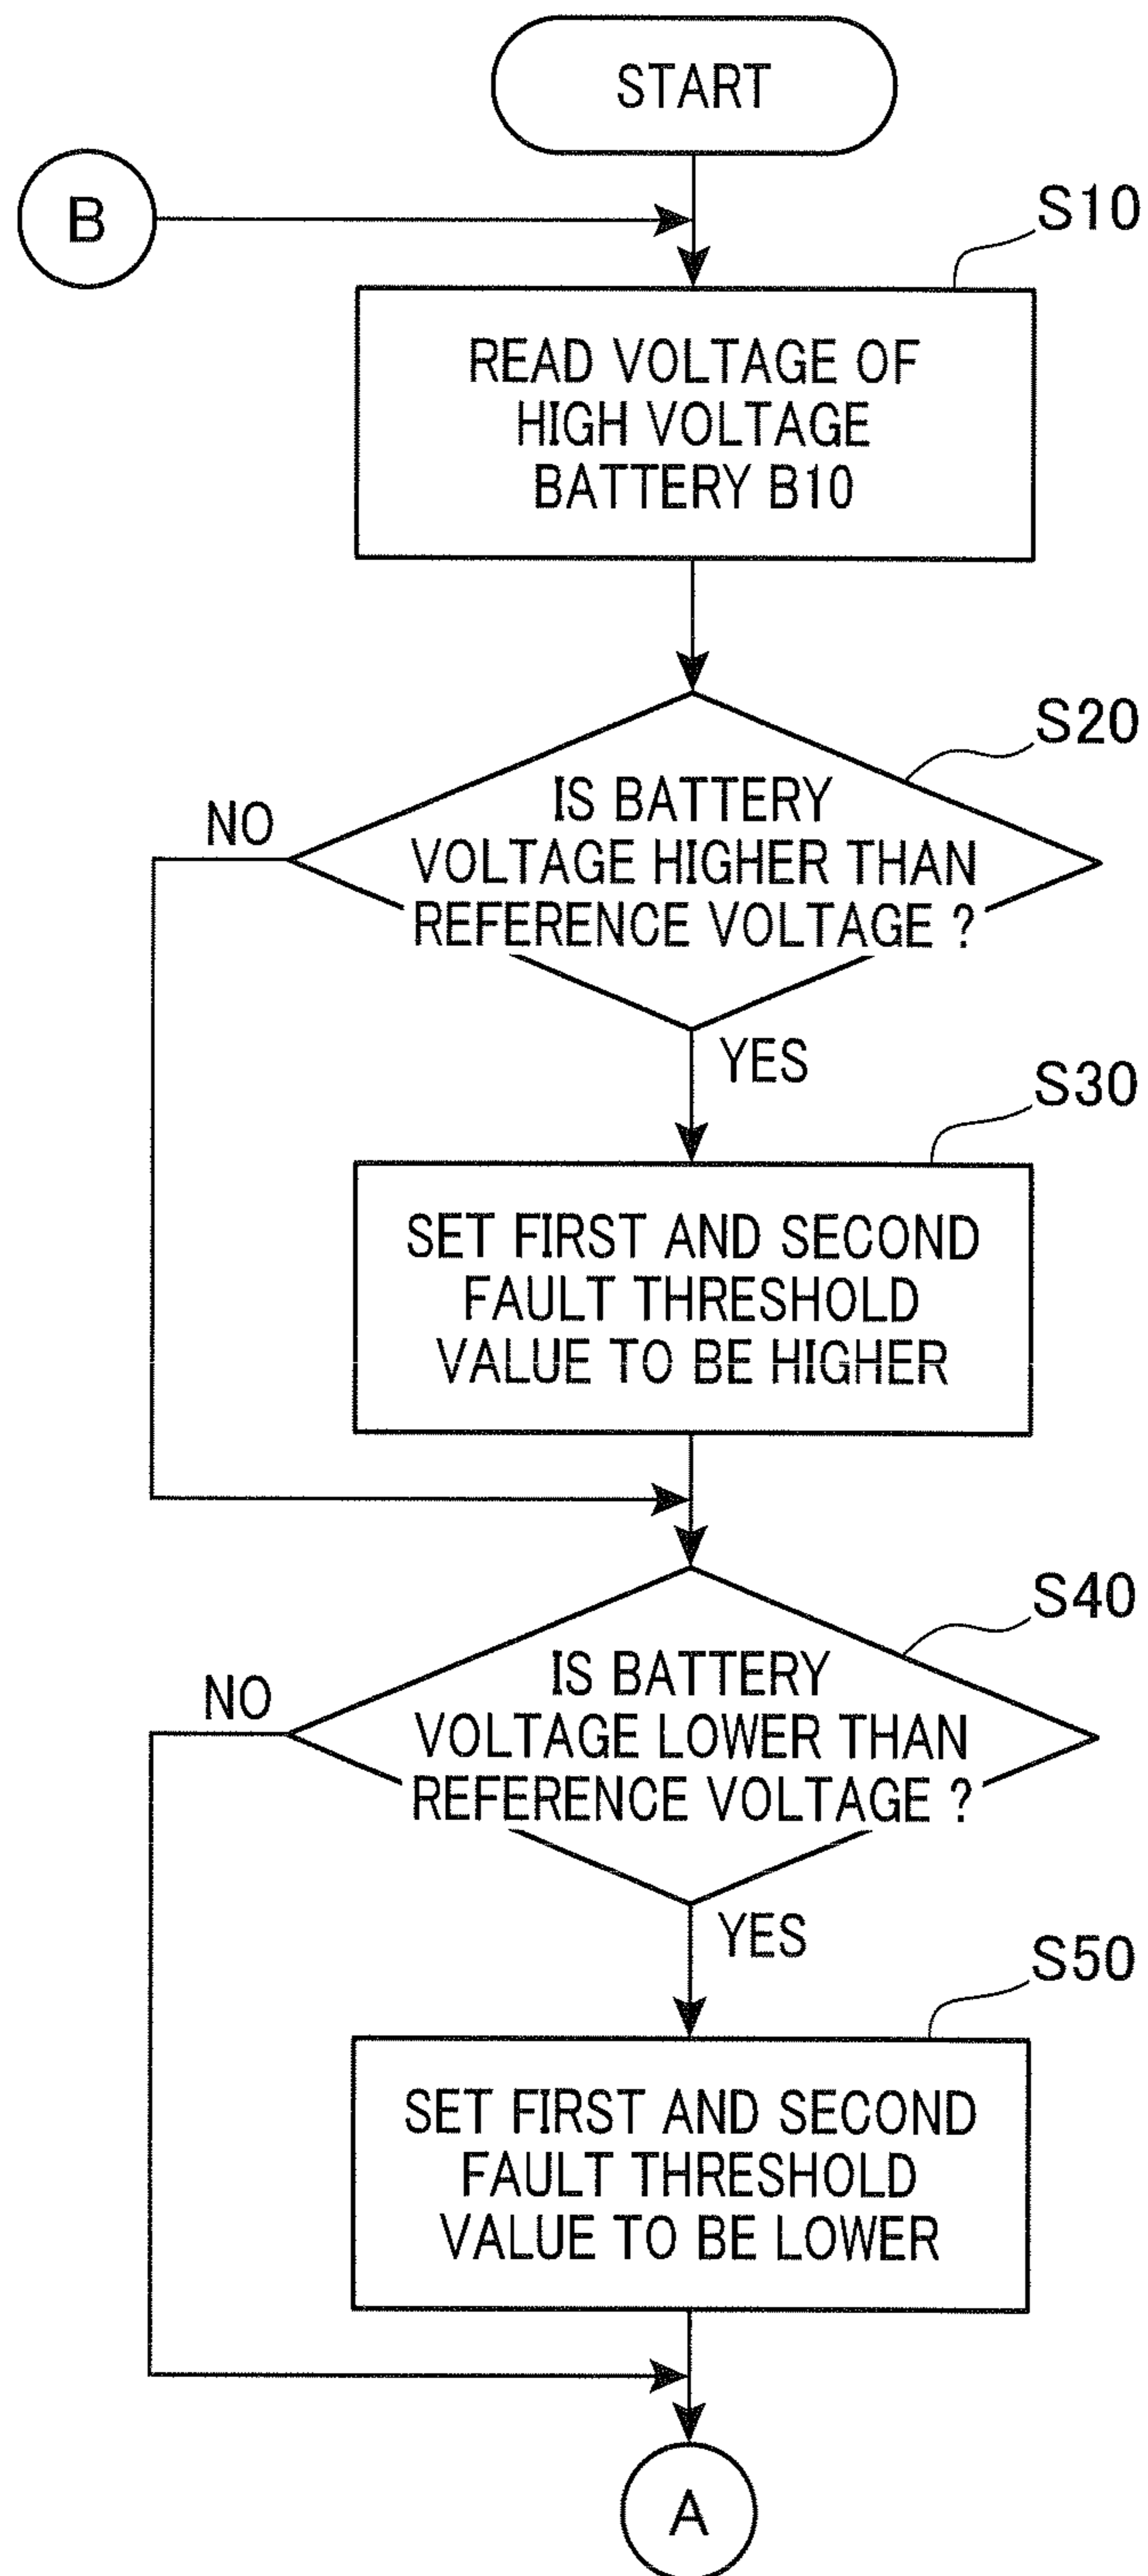 START
B
S10
READ VOLTAGE OF
HIGH VOLTAGE
BATTERY B10
S20
IS BATTERY
VOLTAGE HIGHER THAN
REFERENCE VOLTAGE ?
NO
YES
S30
SET FIRST AND SECOND
FAULT THRESHOLD
VALUE TO BE HIGHER
S40
IS BATTERY
VOLTAGE LOWER THAN
REFERENCE VOLTAGE ?
NO
YES
S50
SET FIRST AND SECOND
FAULT THRESHOLD
VALUE TO BE LOWER
A